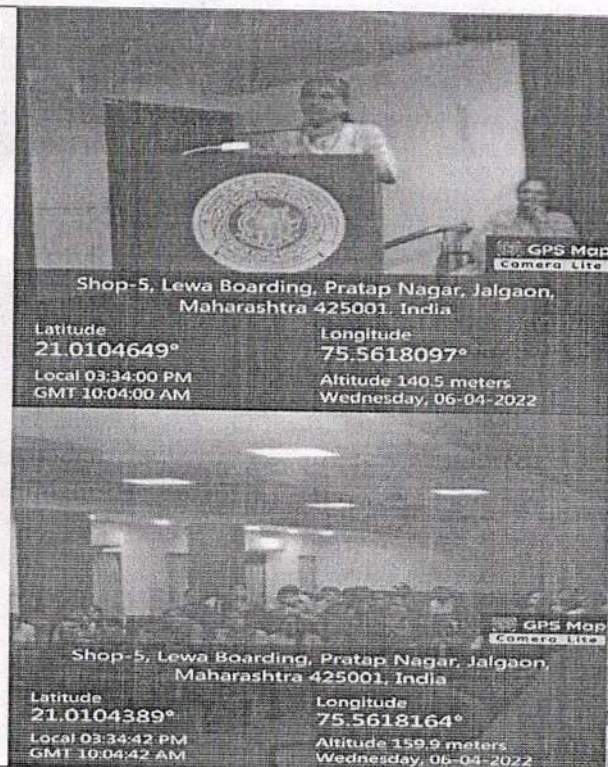 GPS Map
Camera Lite
Shop-5, Lewa Boarding, Pratap Nagar, Jalgaon,
Maharashtra 425001, India
Latitude
21.0104649°
Longitude
75.5618097°
Local 03:34:00 PM
GMT 10:04:00 AM
Altitude 140.5 meters
Wednesday, 06-04-2022
GPS Map
Camera Lite
Shop-5, Lewa Boarding, Pratap Nagar, Jalgaon,
Maharashtra 425001, India
Latitude
21.0104389°
Longitude
75.5618164°
Local 03:34:42 PM
GMT 10:04:42 AM
Altitude 159.9 meters
Wednesday, 06-04-2022